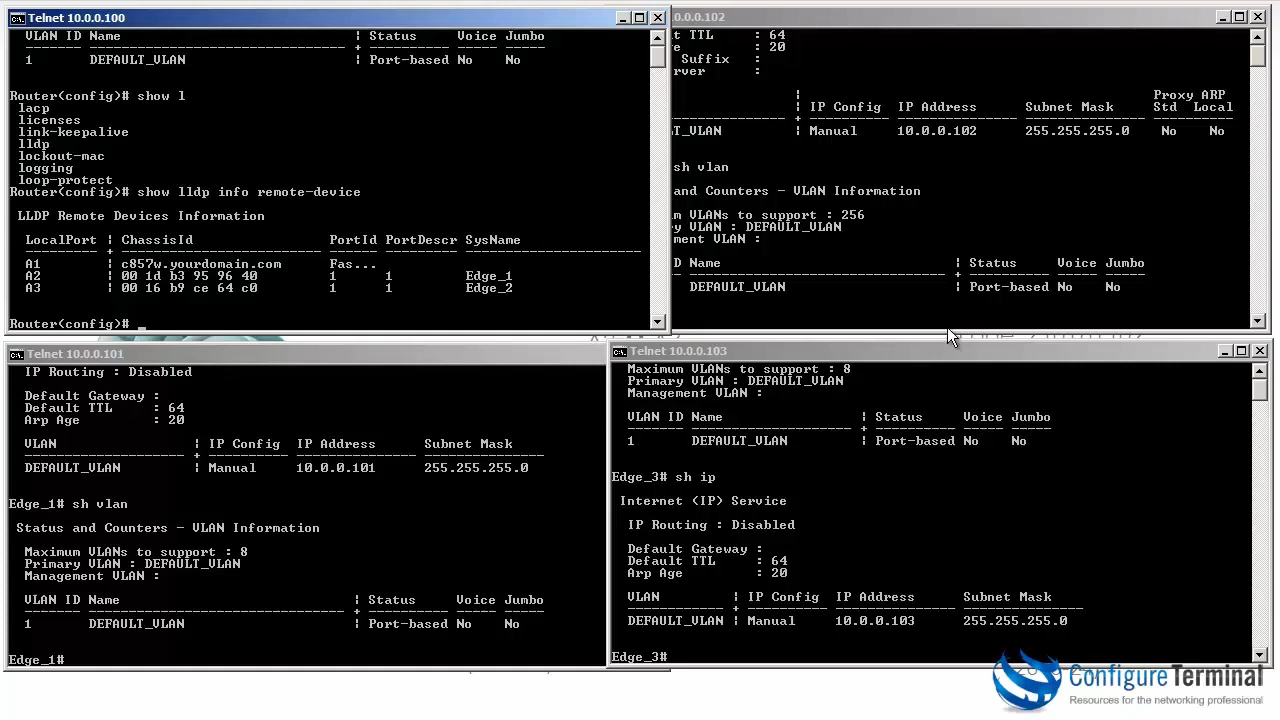 Telnet 10.0.0.100
VLAN ID Name | Status Voice Jumbo
1 DEFAULT_VLAN | Port-based No No
Router(config)# show l
lacp
licenses
link-keepalive
lldp
lockout-mac
logging
loop-protect
Router(config)# show lldp info remote-device
LLDP Remote Devices Information
LocalPort | ChassisId PortId PortDescr SysName
A1 | c857w.yourdomain.com Fas...
A2 | 00 1d b3 95 96 40 1 1 Edge_1
A3 | 00 16 b9 ce 64 c0 1 1 Edge_2
Router(config)# _
0.0.0.102
t TTL : 64
e : 20
Suffix :
rver :
| Proxy ARP
| IP Config IP Address Subnet Mask Std Local
T_VLAN | Manual 10.0.0.102 255.255.255.0 No No
sh vlan
and Counters - VLAN Information
m VLANs to support : 256
y VLAN : DEFAULT_VLAN
ment VLAN :
D Name | Status Voice Jumbo
DEFAULT_VLAN | Port-based No No
Telnet 10.0.0.101
IP Routing : Disabled
Default Gateway :
Default TTL : 64
Arp Age : 20
VLAN | IP Config IP Address Subnet Mask
DEFAULT_VLAN | Manual 10.0.0.101 255.255.255.0
Edge_1# sh vlan
Status and Counters - VLAN Information
Maximum VLANs to support : 8
Primary VLAN : DEFAULT_VLAN
Management VLAN :
VLAN ID Name | Status Voice Jumbo
1 DEFAULT_VLAN | Port-based No No
Edge_1#
Telnet 10.0.0.103
Maximum VLANs to support : 8
Primary VLAN : DEFAULT_VLAN
Management VLAN :
VLAN ID Name | Status Voice Jumbo
1 DEFAULT_VLAN | Port-based No No
Edge_3# sh ip
Internet (IP) Service
IP Routing : Disabled
Default Gateway :
Default TTL : 64
Arp Age : 20
VLAN | IP Config IP Address Subnet Mask
DEFAULT_VLAN | Manual 10.0.0.103 255.255.255.0
Edge_3#
ConfigureTerminal
Resources for the networking professional